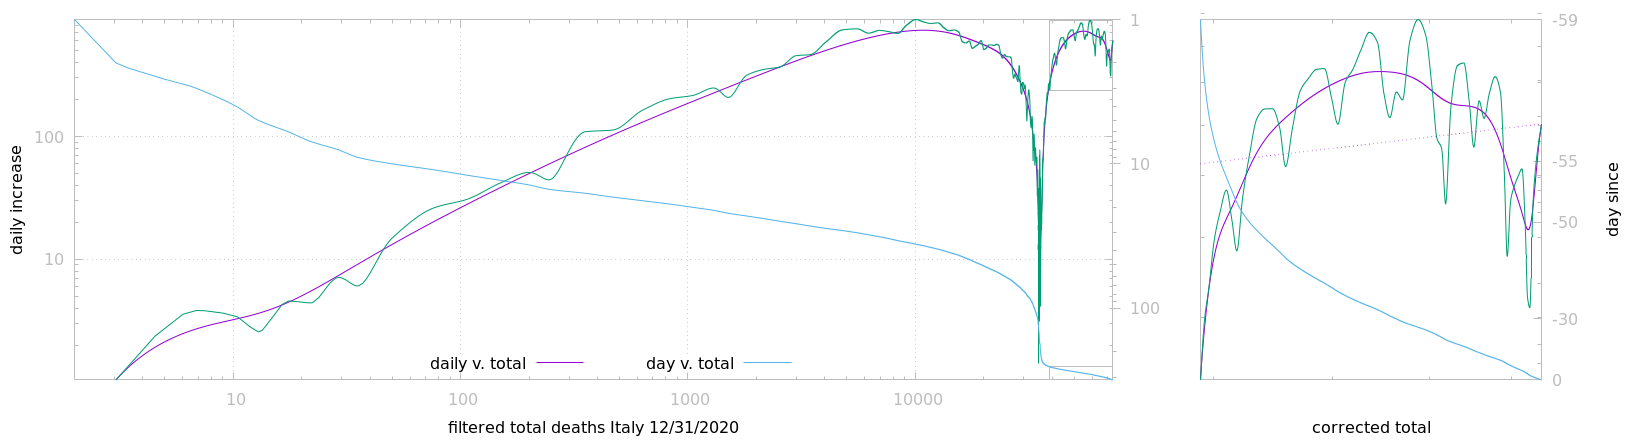 daily increase
100
10
daily v. total
day v. total
10
100
1000
10000
filtered total deaths Italy 12/31/2020
1
10
100
-59
-55
-50
-30
0
day since
corrected total